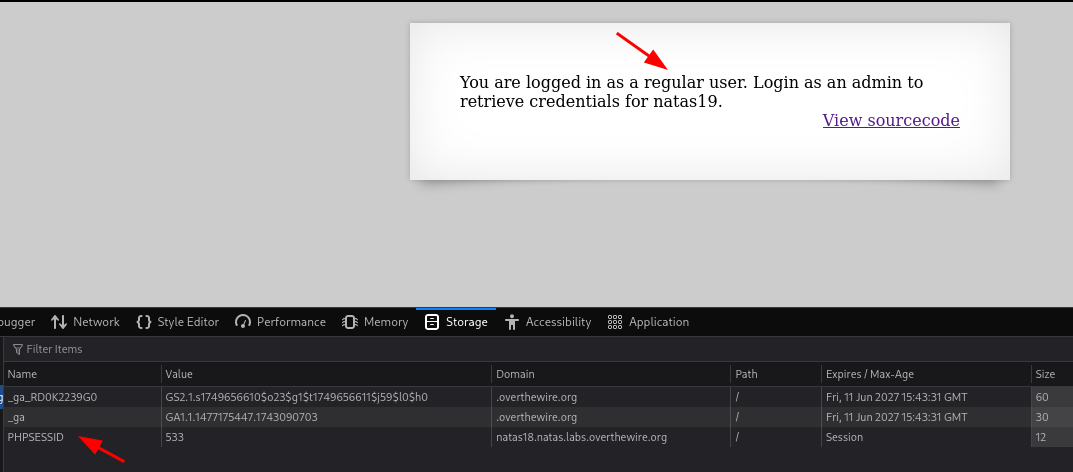 You are logged in as a regular user. Login as an admin to
retrieve credentials for natas19.
View sourcecode
bugger Network Style Editor Performance Memory Storage Accessibility Application
Filter Items
Name Value Domain Path Expires / Max-Age Size
_ga_RD0K2239G0 GS2.1.s1749656610$o23$g1$t1749656611$j59$l0$h0 .overthewire.org / Fri, 11 Jun 2027 15:43:31 GMT 60
_ga GA1.1.1477175447.1743090703 .overthewire.org / Fri, 11 Jun 2027 15:43:31 GMT 30
PHPSESSID 533 natas18.natas.labs.overthewire.org / Session 12